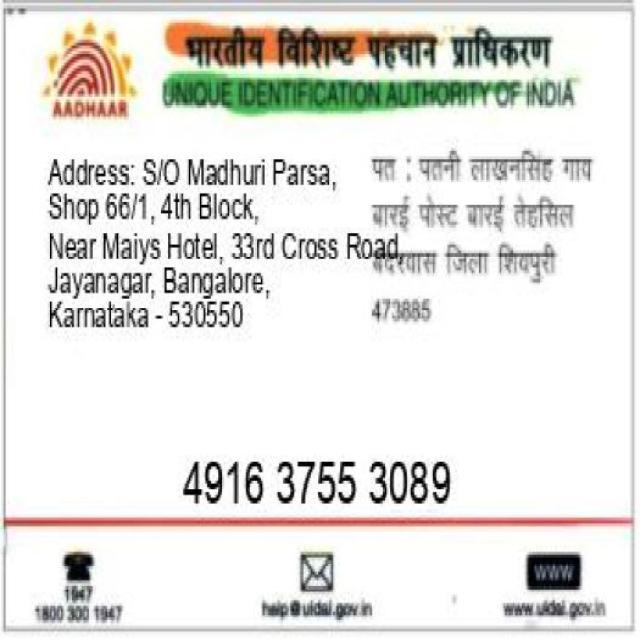 भारतीय विशिष्ट पहचान प्राधिकरण
AADHAAR
UNIQUE IDENTIFICATION AUTHORITY OF INDIA
Address: S/O Madhuri Parsa,
Shop 66/1, 4th Block,
Near Maiys Hotel, 33rd Cross Road,
Jayanagar, Bangalore,
Karnataka - 530550
पत : पतनी लाखनसिंह गाय
बारई पोस्ट बारई तेहसिल
बदरवास जिला शिवपुरी
473885
4916 3755 3089
1947
1800 300 1947
help@uidai.gov.in
www
www.uidai.gov.in